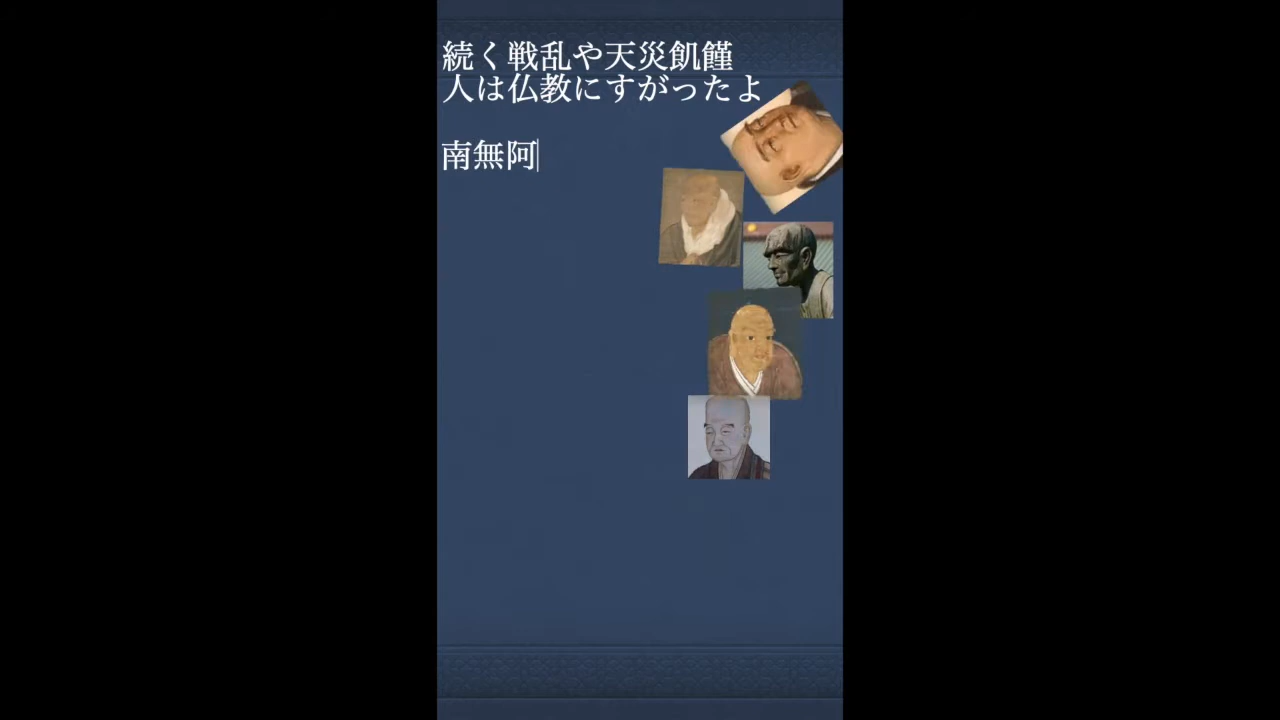 続く戦乱や天災飢饉
人は仏教にすがったよ
南無阿